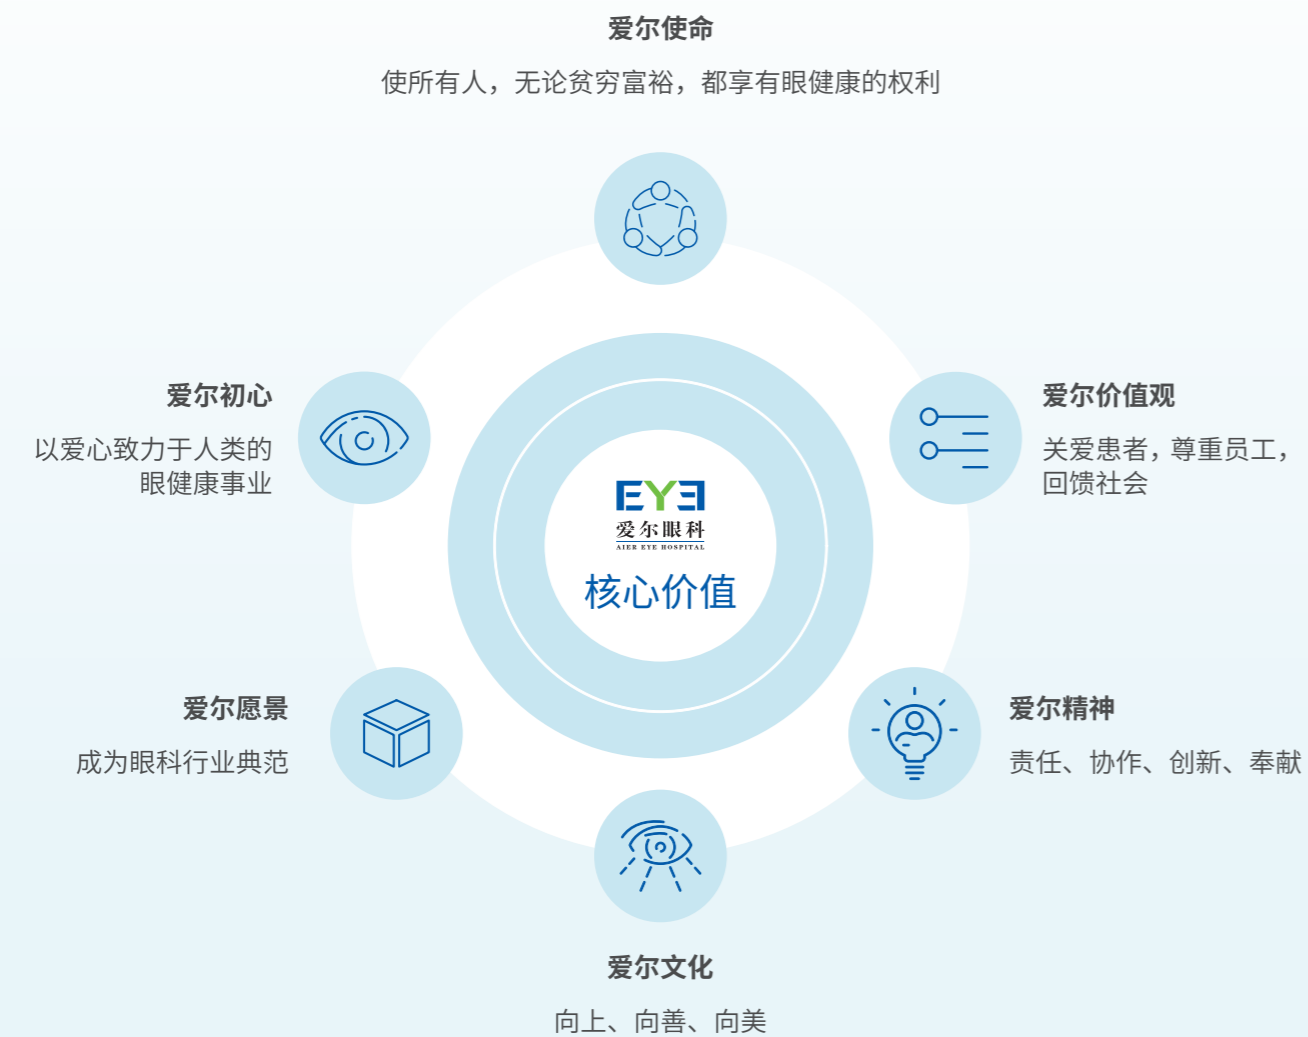 爱尔使命
使所有人，无论贫穷富裕，都享有眼健康的权利
爱尔初心
以爱心致力于人类的
眼健康事业
爱尔价值观
关爱患者，尊重员工，
回馈社会
EYE
爱尔眼科
AIER EYE HOSPITAL
核心价值
爱尔愿景
成为眼科行业典范
爱尔精神
责任、协作、创新、奉献
爱尔文化
向上、向善、向美